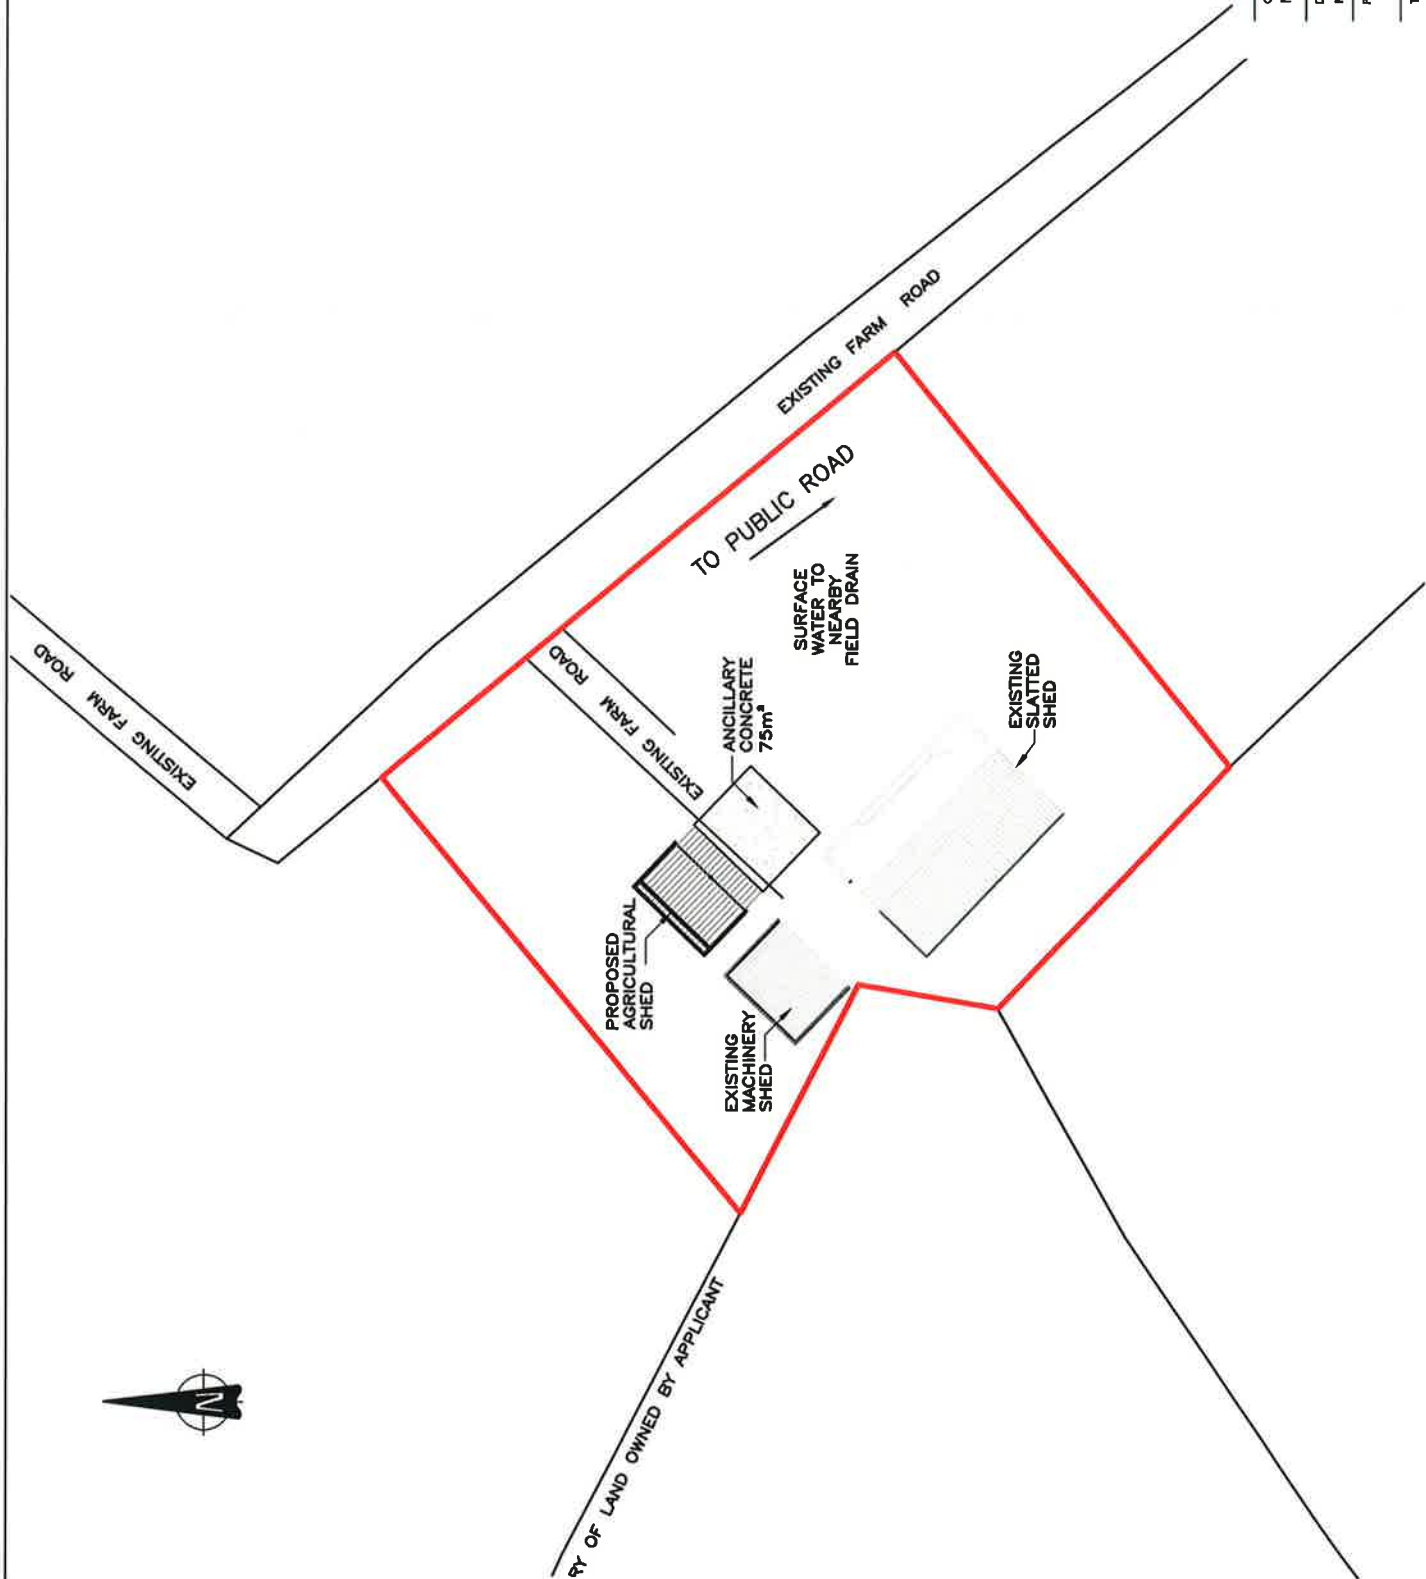 EXISTING FARM ROAD
EXISTING FARM ROAD
TO PUBLIC ROAD
SURFACE
WATER TO
NEARBY
FIELD DRAIN
EXISTING FARM ROAD
ANCILLARY
CONCRETE
75m²
EXISTING
SLATTED
SHED
PROPOSED
AGRICULTURAL
SHED
EXISTING
MACHINERY
SHED
RY OF LAND OWNED BY APPLICANT
N